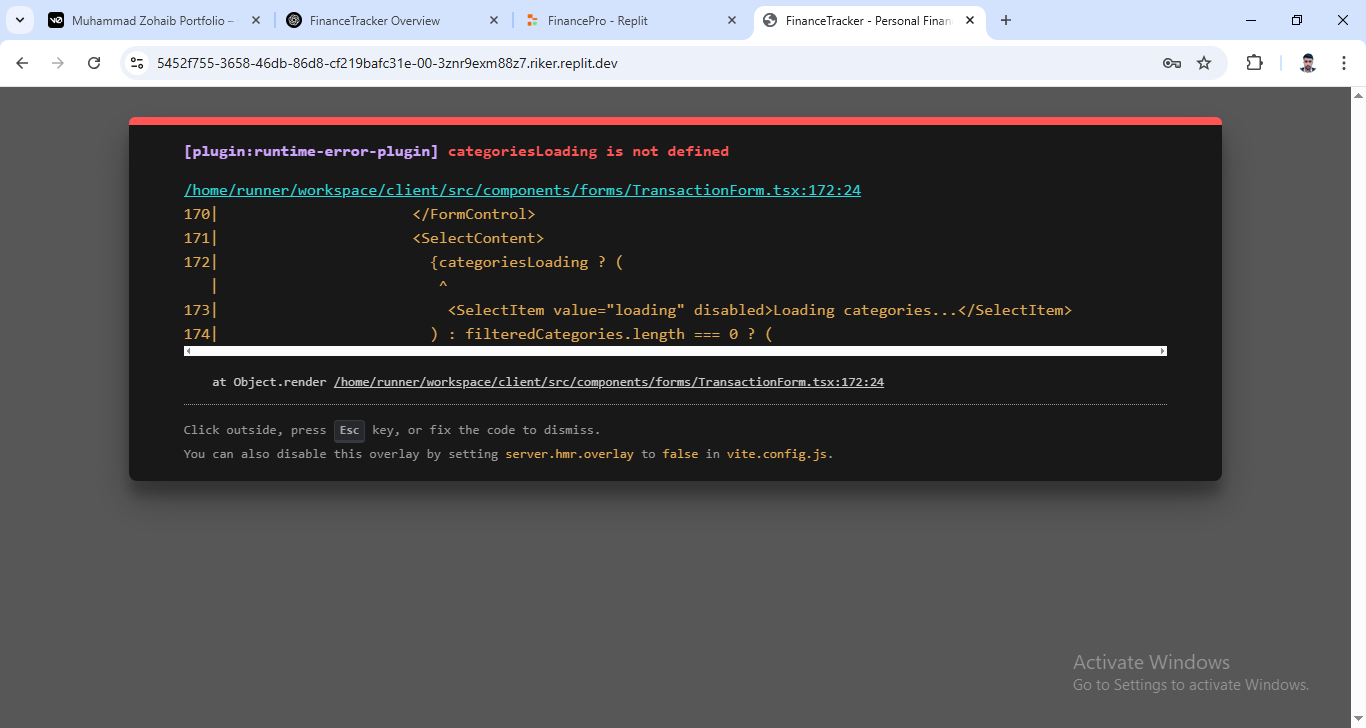 Muhammad Zohaib Portfolio –
FinanceTracker Overview
FinancePro - Replit
FinanceTracker - Personal Finan
5452f755-3658-46db-86d8-cf219bafc31e-00-3znr9exm88z7.riker.replit.dev
[plugin:runtime-error-plugin] categoriesLoading is not defined
/home/runner/workspace/client/src/components/forms/TransactionForm.tsx:172:24
170|                      </FormControl>
171|                      <SelectContent>
172|                        {categoriesLoading ? (
   |                         ^
173|                          <SelectItem value="loading" disabled>Loading categories...</SelectItem>
174|                        ) : filteredCategories.length === 0 ? (
at Object.render /home/runner/workspace/client/src/components/forms/TransactionForm.tsx:172:24
Click outside, press Esc key, or fix the code to dismiss.
You can also disable this overlay by setting server.hmr.overlay to false in vite.config.js.
Activate Windows
Go to Settings to activate Windows.